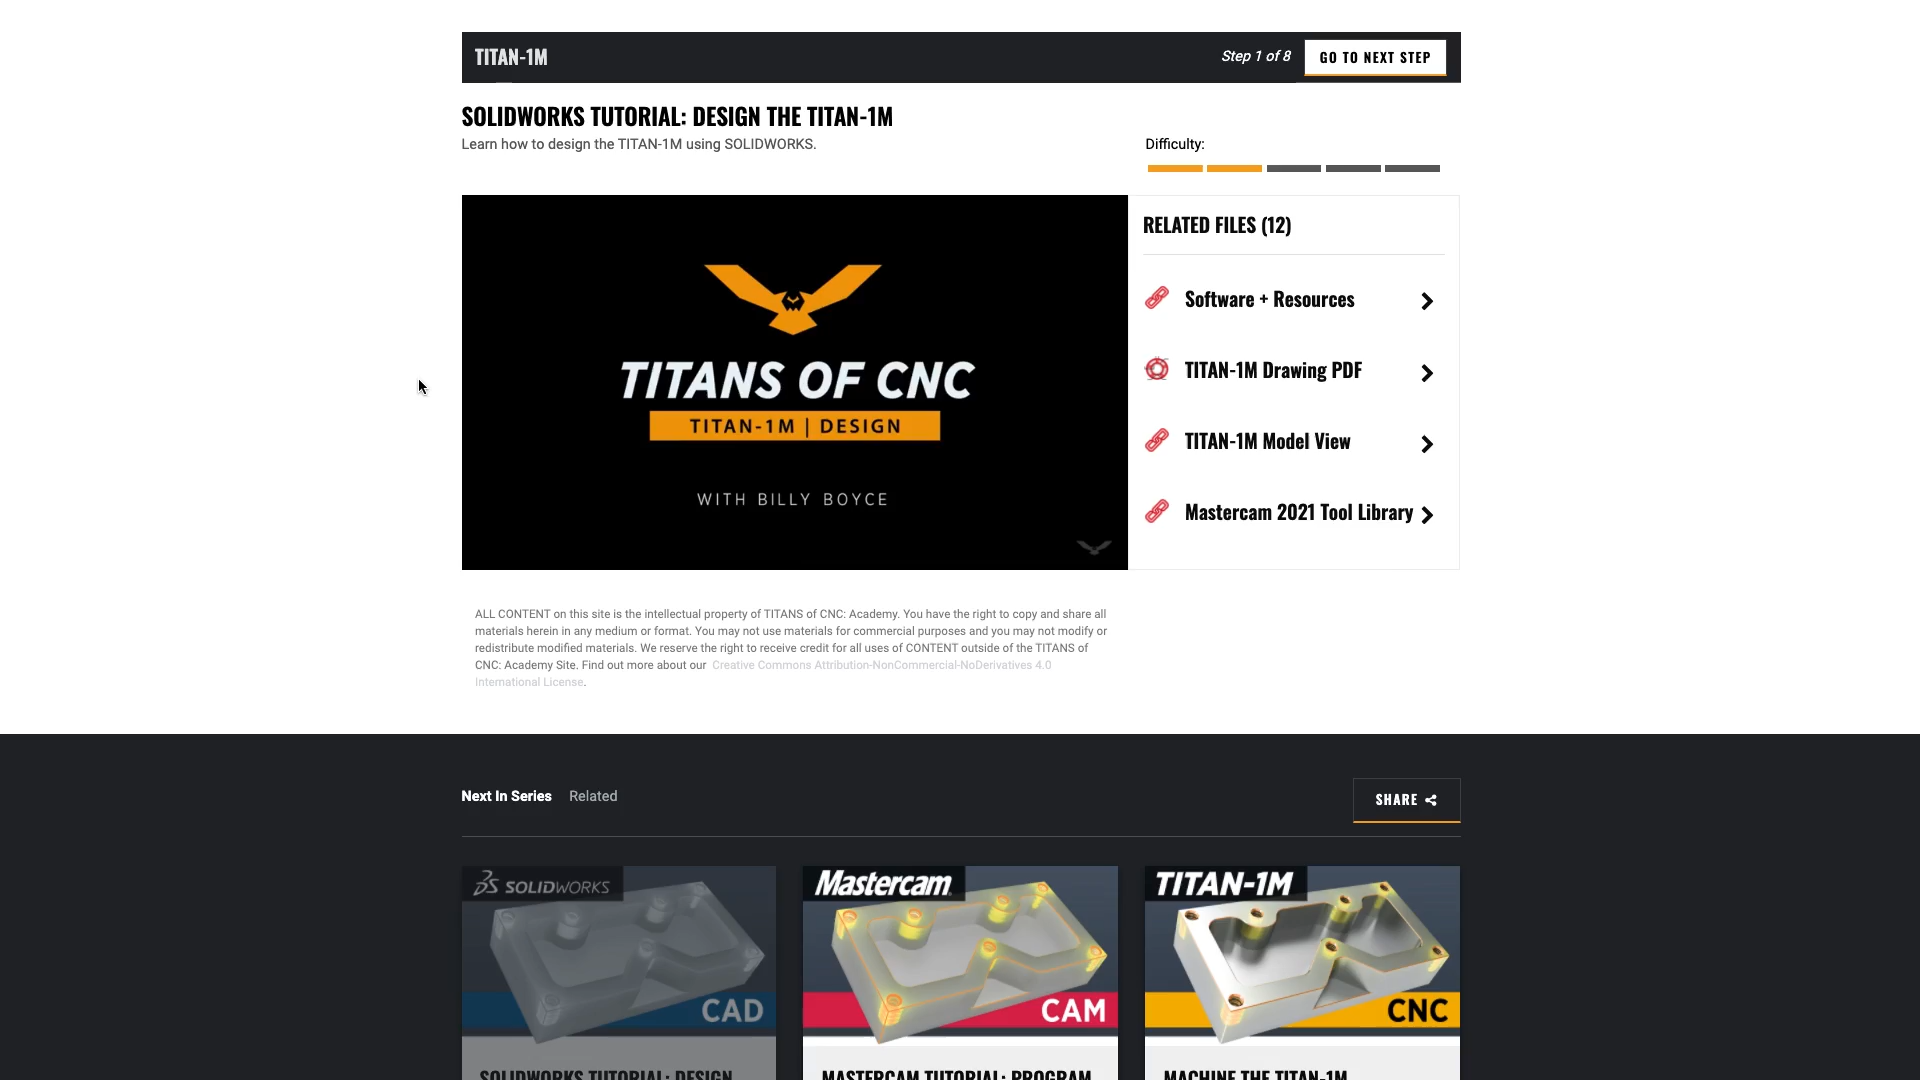 TITAN-1M
Step 1 of 8
GO TO NEXT STEP
SOLIDWORKS TUTORIAL: DESIGN THE TITAN-1M
Learn how to design the TITAN-1M using SOLIDWORKS.
Difficulty:
TITANS OF CNC
TITAN-1M | DESIGN
WITH BILLY BOYCE
RELATED FILES (12)
Software + Resources
TITAN-1M Drawing PDF
TITAN-1M Model View
Mastercam 2021 Tool Library
ALL CONTENT on this site is the intellectual property of TITANS of CNC: Academy. You have the right to copy and share all
materials herein in any medium or format. You may not use materials for commercial purposes and you may not modify or
redistribute modified materials. We reserve the right to receive credit for all uses of CONTENT outside of the TITANS of
CNC: Academy Site. Find out more about our Creative Commons Attribution-NonCommercial-NoDerivatives 4.0
International License.
Next In Series
Related
SHARE
SOLIDWORKS
CAD
SOLIDWORKS TUTORIAL: DESIGN
Mastercam
CAM
MASTERCAM TUTORIAL: PROGRAM
TITAN-1M
CNC
MACHINE THE TITAN-1M